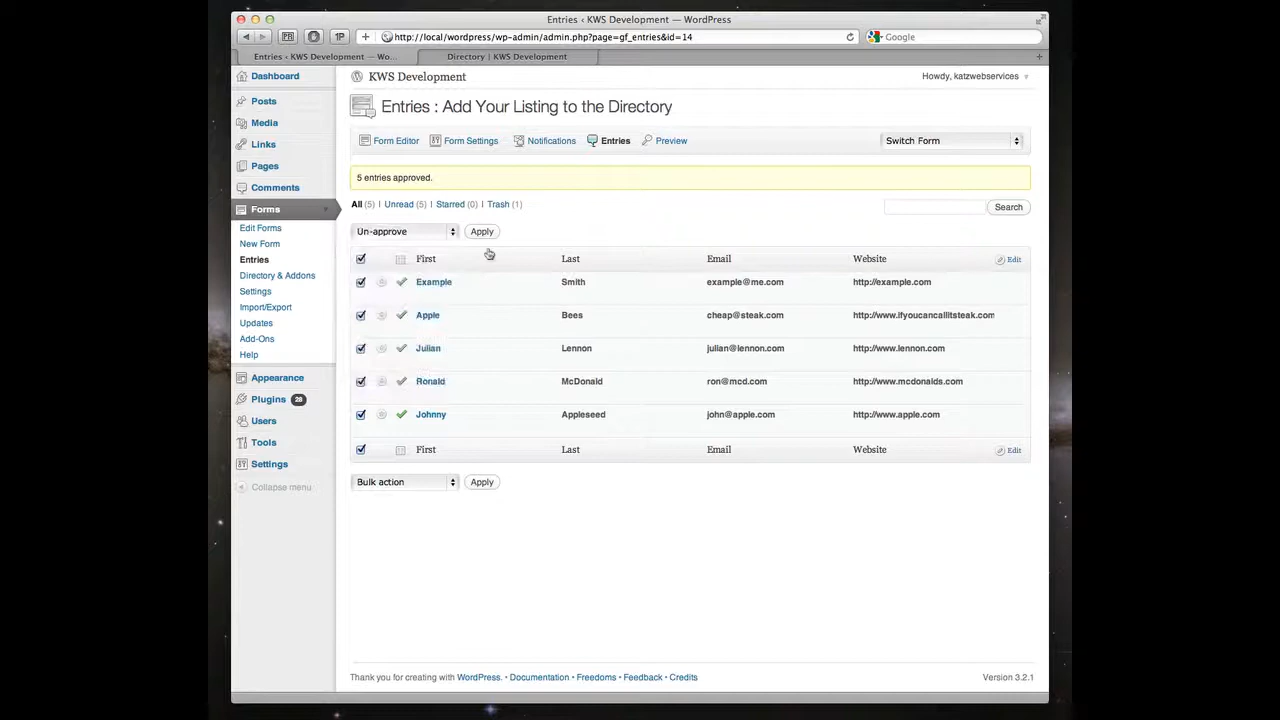 Entries ‹ KWS Development — WordPress
PR 1P + http://local/wordpress/wp-admin/admin.php?page=gf_entries&id=14 Google
Entries ‹ KWS Development — Wo... Directory | KWS Development +
Dashboard
Posts
Media
Links
Pages
Comments
Forms
Edit Forms
New Form
Entries
Directory & Addons
Settings
Import/Export
Updates
Add-Ons
Help
Appearance
Plugins 28
Users
Tools
Settings
Collapse menu
KWS Development Howdy, katzwebservices
Entries : Add Your Listing to the Directory
Form Editor Form Settings Notifications Entries Preview Switch Form
5 entries approved.
All (5) | Unread (5) | Starred (0) | Trash (1) Search
Un-approve Apply
First Last Email Website Edit
Example Smith example@me.com http://example.com
Apple Bees cheap@steak.com http://www.ifyoucancallitsteak.com
Julian Lennon julian@lennon.com http://www.lennon.com
Ronald McDonald ron@mcd.com http://www.mcdonalds.com
Johnny Appleseed john@apple.com http://www.apple.com
First Last Email Website Edit
Bulk action Apply
Thank you for creating with WordPress. • Documentation • Freedoms • Feedback • Credits Version 3.2.1